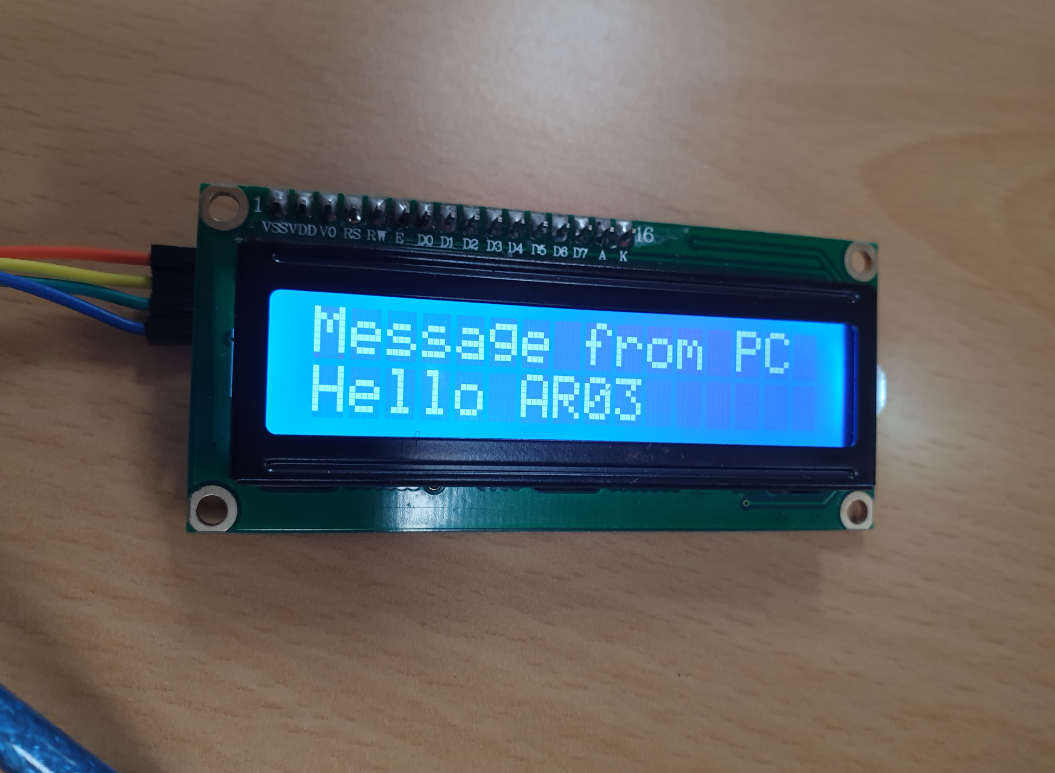 1 VSS VDD V0 RS RW E D0 D1 D2 D3 D4 D5 D6 D7 A K 16
Message from PC
Hello AR03